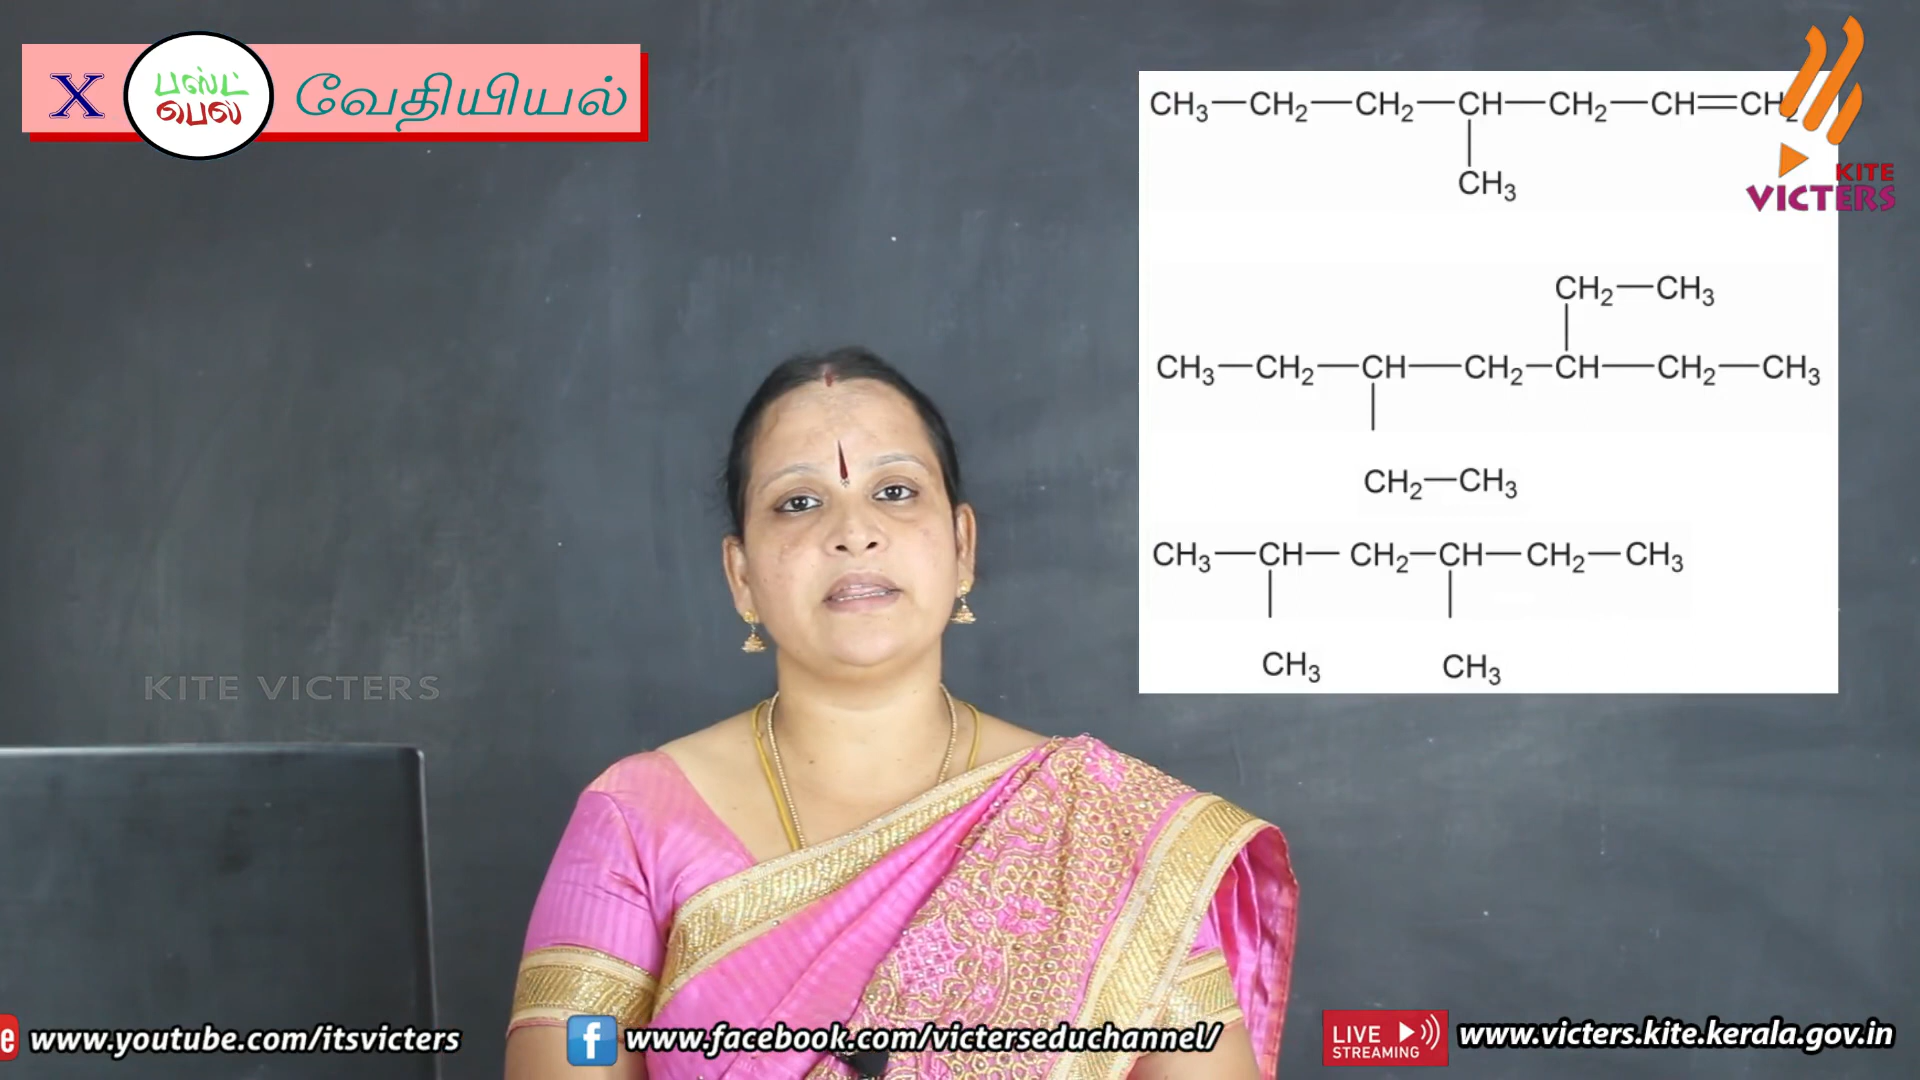 X பஸ்ட் பெல் வேதியியல்
CH3—CH2—CH2—CH—CH2—CH=CH2
CH3
KITE
VICTERS
CH2—CH3
CH3—CH2—CH—CH2—CH—CH2—CH3
CH2—CH3
CH3—CH—CH2—CH—CH2—CH3
CH3 CH3
KITE VICTERS
www.youtube.com/itsvicters
f www.facebook.com/victerseduchannel/
LIVE STREAMING www.victers.kite.kerala.gov.in